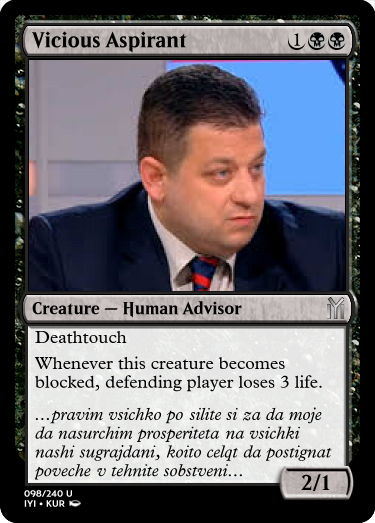 Vicious Aspirant 1
Creature — Human Advisor
Deathtouch
Whenever this creature becomes
blocked, defending player loses 3 life.
…pravim vsichko po silite si za da moje
da nasurchim prosperiteta na vsichki
nashi sugrajdani, koito celqt da postignat
poveche v tehnite sobstveni…
2/1
098/240 U
IYI • KUR